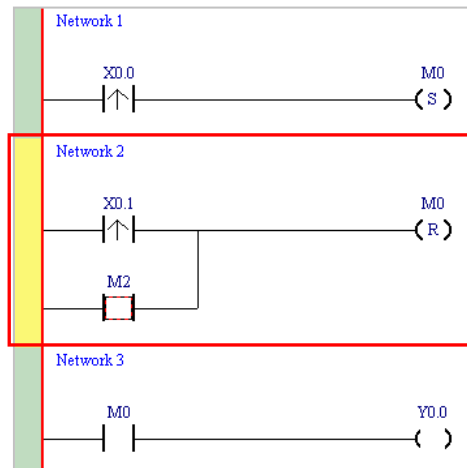 Network 1
X0.0 M0
S
Network 2
X0.1 M0
R
M2
Network 3
M0 Y0.0